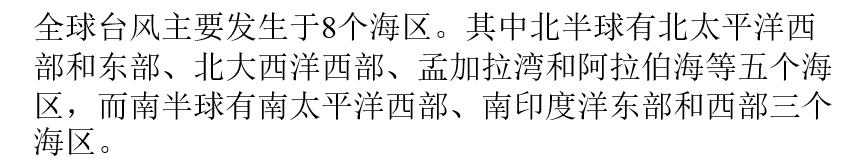 全球台风主要发生于8个海区。其中北半球有北太平洋西
部和东部、北大西洋西部、孟加拉湾和阿拉伯海等五个海
区，而南半球有南太平洋西部、南印度洋东部和西部三个
海区。